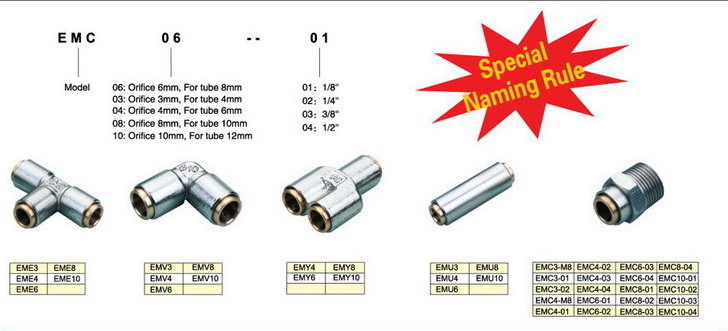 EMC 06 -- 01
Special
Naming Rule
Model
06: Orifice 6mm, For tube 8mm
03: Orifice 3mm, For tube 4mm
04: Orifice 4mm, For tube 6mm
08: Orifice 8mm, For tube 10mm
10: Orifice 10mm, For tube 12mm
01: 1/8"
02: 1/4"
03: 3/8"
04: 1/2"
EME3 EME8
EME4 EME10
EME6
EMV3 EMV8
EMV4 EMV10
EMV6
EMY4 EMY8
EMY6 EMY10
EMU3 EMU8
EMU4 EMU10
EMU6
EMC3-M8 EMC4-02 EMC6-03 EMC8-04
EMC3-01 EMC4-03 EMC6-04 EMC10-01
EMC3-02 EMC4-04 EMC8-01 EMC10-02
EMC4-M8 EMC6-01 EMC8-02 EMC10-03
EMC4-01 EMC6-02 EMC8-03 EMC10-04